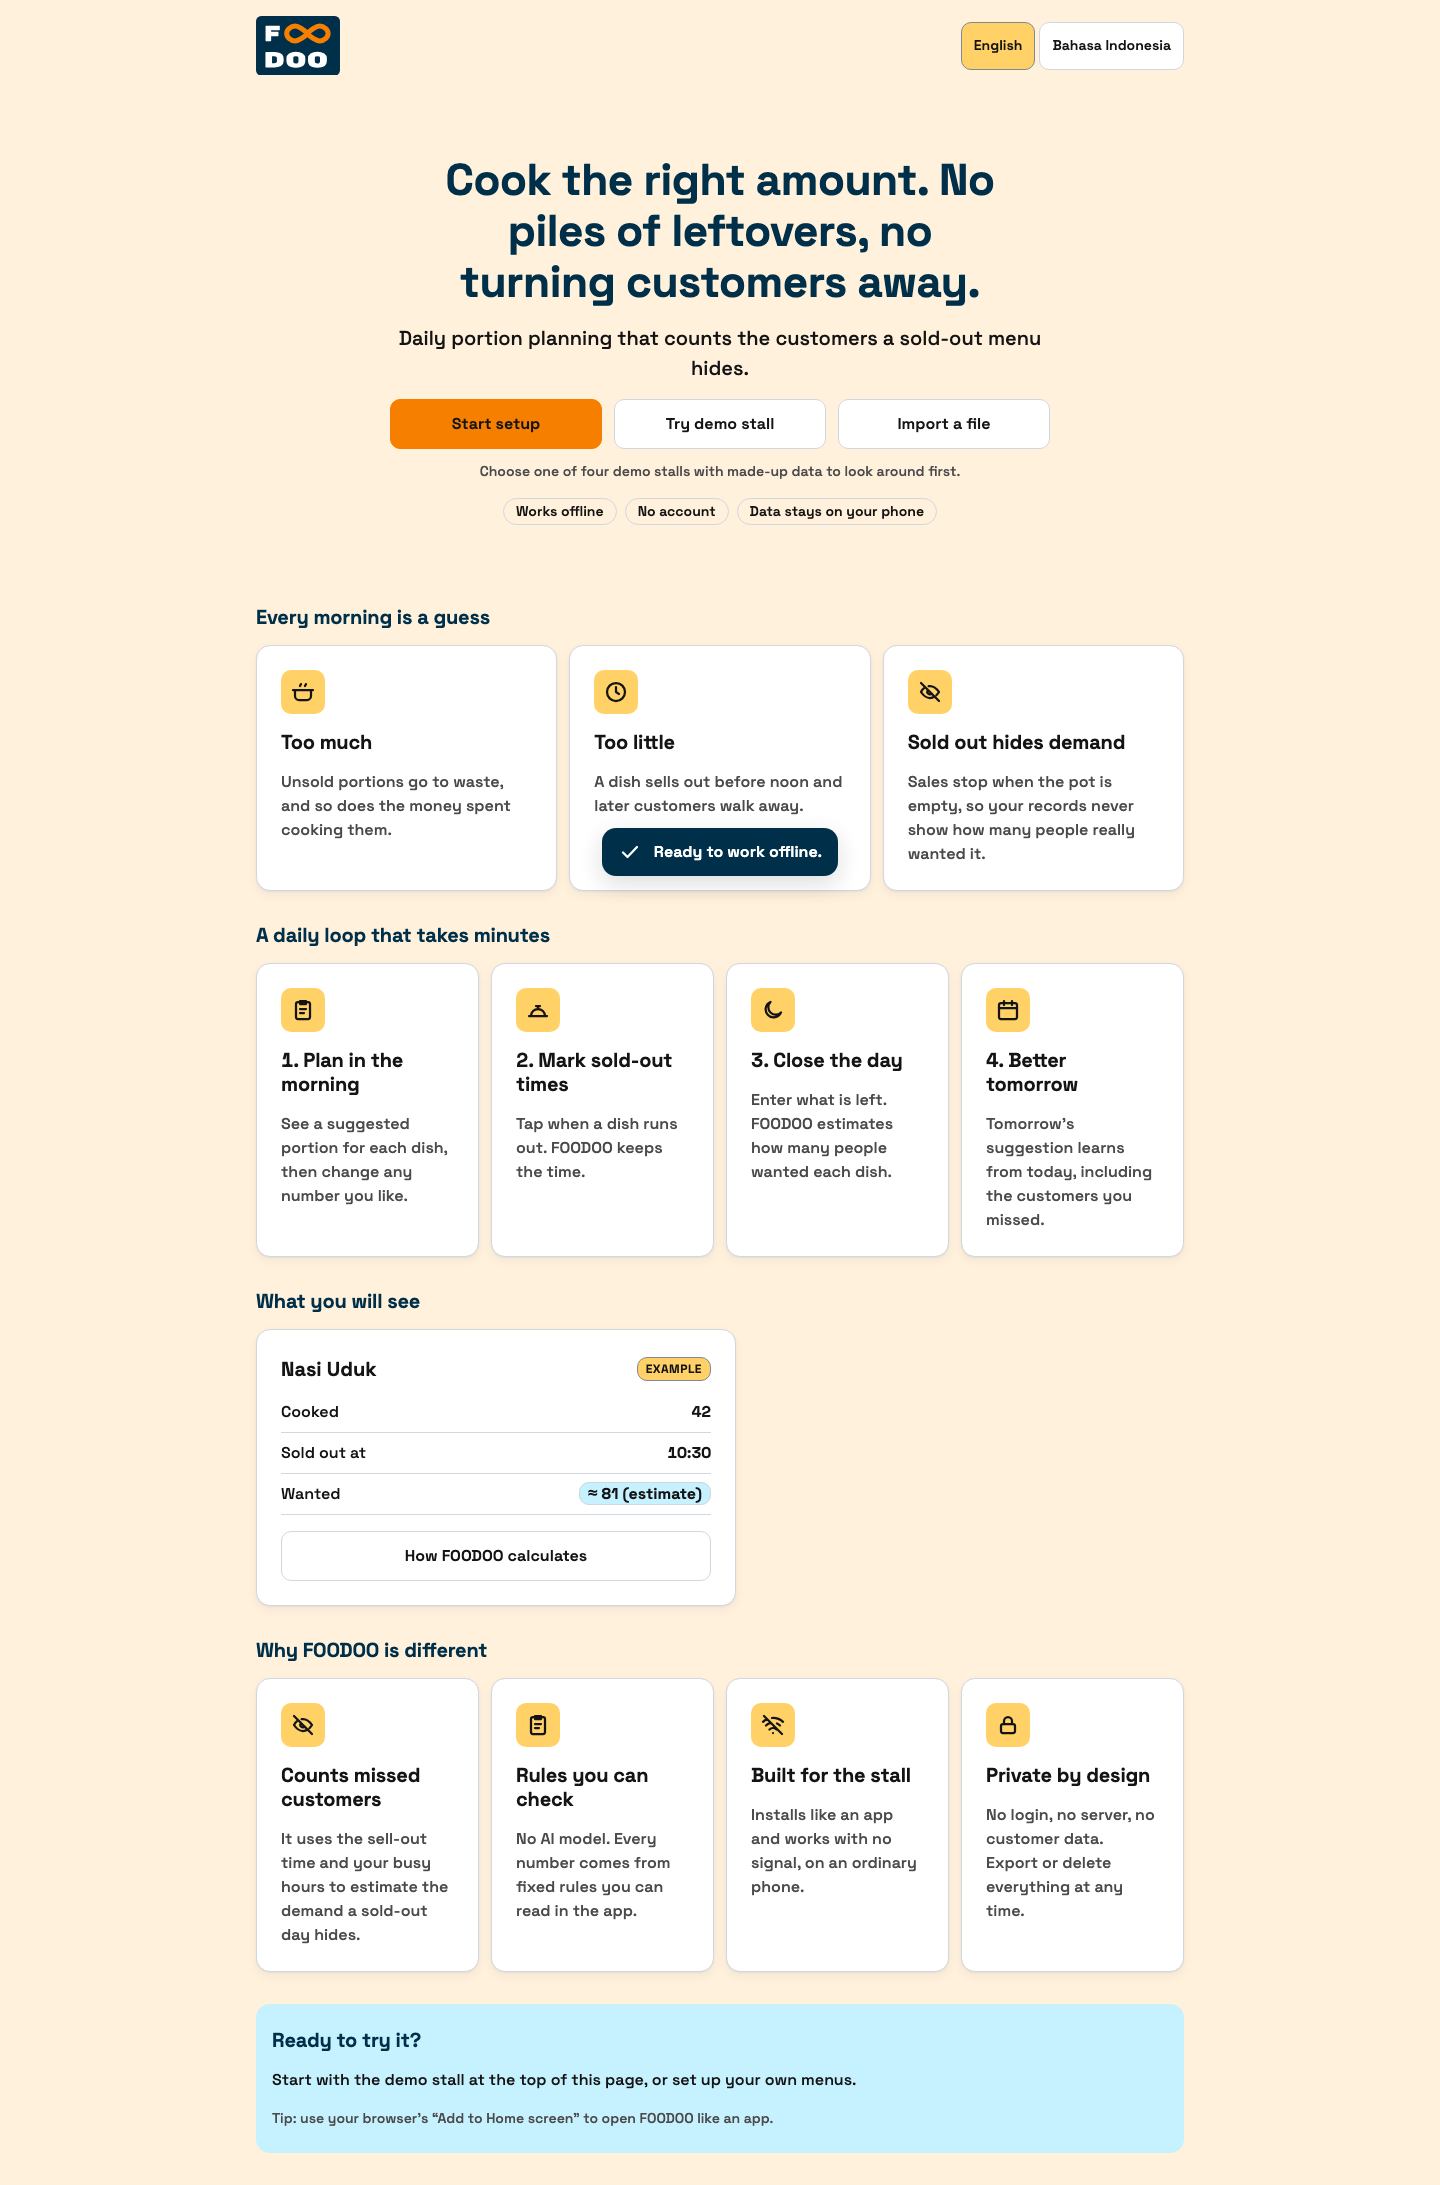 FOO
DOO
English
Bahasa Indonesia
Cook the right amount. No
piles of leftovers, no
turning customers away.
Daily portion planning that counts the customers a sold-out menu
hides.
Start setup
Try demo stall
Import a file
Choose one of four demo stalls with made-up data to look around first.
Works offline
No account
Data stays on your phone
Every morning is a guess
Too much
Unsold portions go to waste,
and so does the money spent
cooking them.
Too little
A dish sells out before noon and
later customers walk away.
Ready to work offline.
Sold out hides demand
Sales stop when the pot is
empty, so your records never
show how many people really
wanted it.
A daily loop that takes minutes
1. Plan in the
morning
See a suggested
portion for each dish,
then change any
number you like.
2. Mark sold-out
times
Tap when a dish runs
out. FOODOO keeps
the time.
3. Close the day
Enter what is left.
FOODOO estimates
how many people
wanted each dish.
4. Better
tomorrow
Tomorrow's
suggestion learns
from today, including
the customers you
missed.
What you will see
Nasi Uduk
EXAMPLE
Cooked 42
Sold out at 10:30
Wanted ≈ 81 (estimate)
How FOODOO calculates
Why FOODOO is different
Counts missed
customers
It uses the sell-out
time and your busy
hours to estimate the
demand a sold-out
day hides.
Rules you can
check
No AI model. Every
number comes from
fixed rules you can
read in the app.
Built for the stall
Installs like an app
and works with no
signal, on an ordinary
phone.
Private by design
No login, no server, no
customer data.
Export or delete
everything at any
time.
Ready to try it?
Start with the demo stall at the top of this page, or set up your own menus.
Tip: use your browser's “Add to Home screen” to open FOODOO like an app.